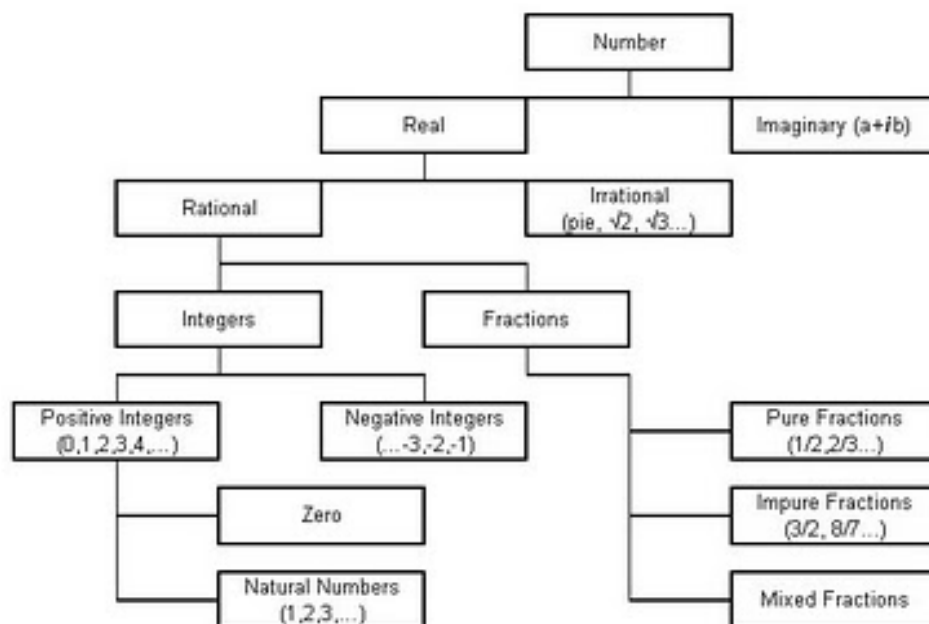 Number
Real
Imaginary (a+ib)
Rational
Irrational
(pie, √2, √3...)
Integers
Fractions
Positive Integers
(0,1,2,3,4,...)
Negative Integers
(...-3,-2,-1)
Pure Fractions
(1/2,2/3...)
Zero
Impure Fractions
(3/2, 8/7...)
Natural Numbers
(1,2,3,...)
Mixed Fractions